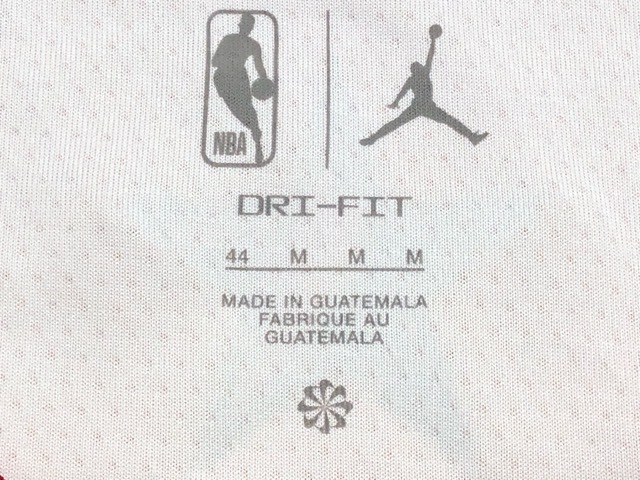 NBA
DRI-FIT
44 M M M
MADE IN GUATEMALA
FABRIQUE AU
GUATEMALA